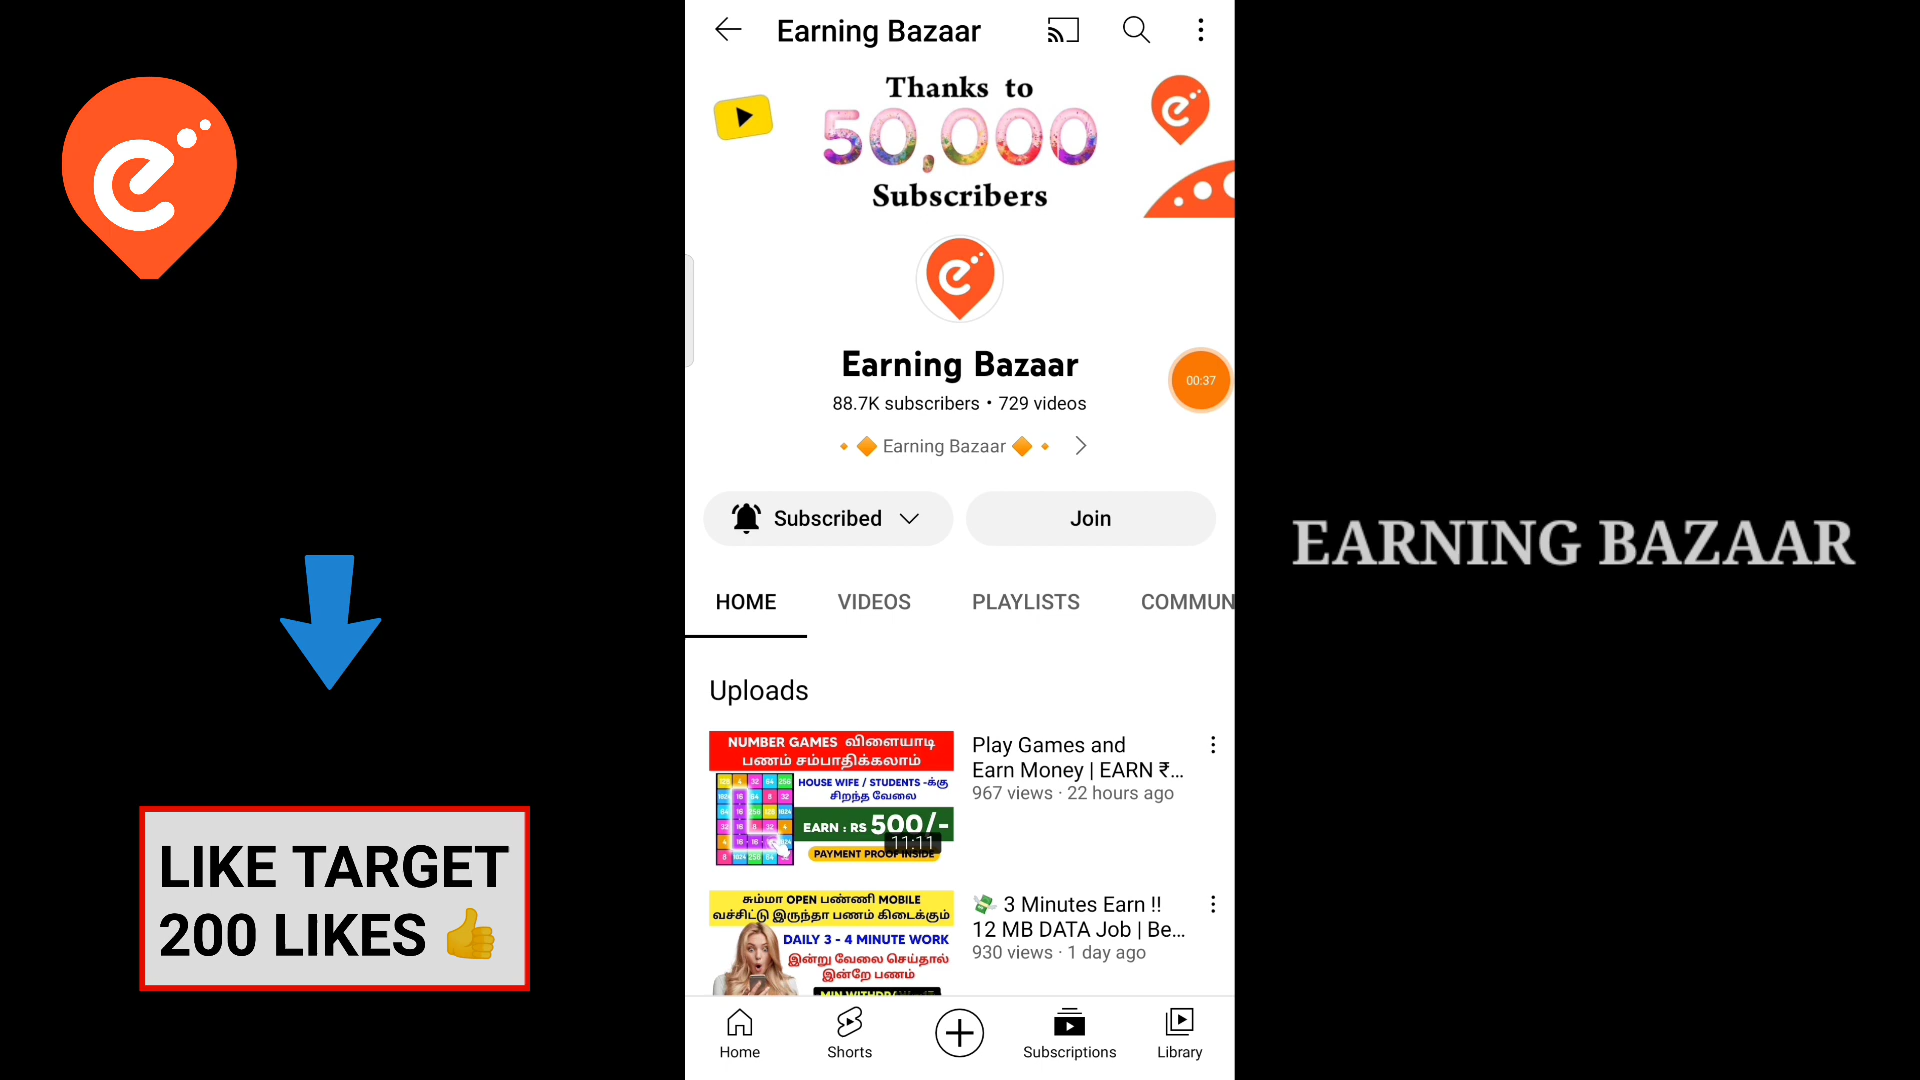 Earning Bazaar
Thanks to
50,000
Subscribers
Earning Bazaar
88.7K subscribers • 729 videos
🔸🔶 Earning Bazaar 🔶🔸
00:37
Subscribed
Join
HOME VIDEOS PLAYLISTS COMMUN
Uploads
NUMBER GAMES விளையாடி
பணம் சம்பாதிக்கலாம்
HOUSE WIFE / STUDENTS -க்கு
சிறந்த வேலை
EARN : RS 500/-
11:11
PAYMENT PROOF INSIDE
Play Games and
Earn Money | EARN ₹...
967 views · 22 hours ago
சும்மா OPEN பண்ணி MOBILE
வச்சிட்டு இருந்தா பணம் கிடைக்கும்
DAILY 3 - 4 MINUTE WORK
இன்று வேலை செய்தால்
இன்றே பணம்
💸 3 Minutes Earn !!
12 MB DATA Job | Be...
930 views · 1 day ago
Home Shorts Subscriptions Library
LIKE TARGET
200 LIKES 👍
EARNING BAZAAR